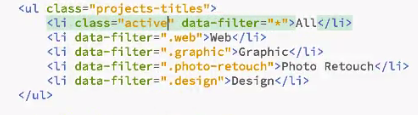 <ul class="projects-titles">
<li class="active" data-filter="*">All</li>
<li data-filter=".web">Web</li>
<li data-filter=".graphic">Graphic</li>
<li data-filter=".photo-retouch">Photo Retouch</li>
<li data-filter=".design">Design</li>
</ul>